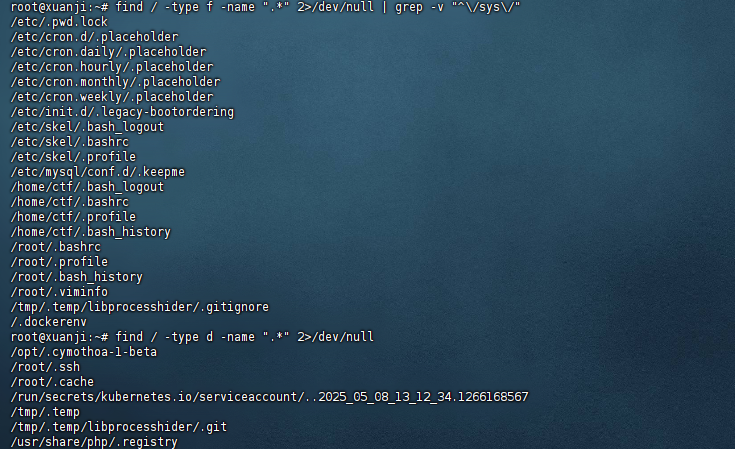 root@xuanji:~# find / -type f -name ".*" 2>/dev/null | grep -v "^\/sys\/"
/etc/.pwd.lock
/etc/cron.d/.placeholder
/etc/cron.daily/.placeholder
/etc/cron.hourly/.placeholder
/etc/cron.monthly/.placeholder
/etc/cron.weekly/.placeholder
/etc/init.d/.legacy-bootordering
/etc/skel/.bash_logout
/etc/skel/.bashrc
/etc/skel/.profile
/etc/mysql/conf.d/.keepme
/home/ctf/.bash_logout
/home/ctf/.bashrc
/home/ctf/.profile
/home/ctf/.bash_history
/root/.bashrc
/root/.profile
/root/.bash_history
/root/.viminfo
/tmp/.temp/libprocesshider/.gitignore
/.dockerenv
root@xuanji:~# find / -type d -name ".*" 2>/dev/null
/opt/.cymothoa-1-beta
/root/.ssh
/root/.cache
/run/secrets/kubernetes.io/serviceaccount/..2025_05_08_13_12_34.1266168567
/tmp/.temp
/tmp/.temp/libprocesshider/.git
/usr/share/php/.registry